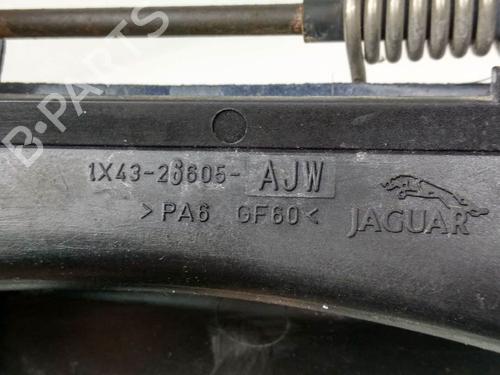 B-PARTS
1X43-26605- AJW
>PA6 GF60<
JAGUAR